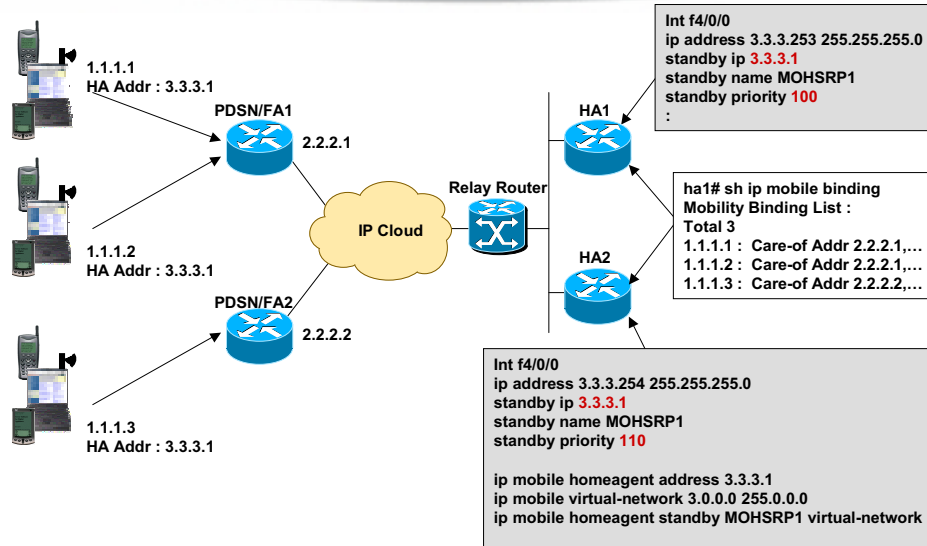 1.1.1.1
HA Addr : 3.3.3.1
PDSN/FA1
2.2.2.1
1.1.1.2
HA Addr : 3.3.3.1
PDSN/FA2
2.2.2.2
1.1.1.3
HA Addr : 3.3.3.1
IP Cloud
Relay Router
HA1
HA2
Int f4/0/0
ip address 3.3.3.253 255.255.255.0
standby ip 3.3.3.1
standby name MOHSRP1
standby priority 100
:
ha1# sh ip mobile binding
Mobility Binding List :
Total 3
1.1.1.1 : Care-of Addr 2.2.2.1,…
1.1.1.2 : Care-of Addr 2.2.2.1,…
1.1.1.3 : Care-of Addr 2.2.2.2,…
Int f4/0/0
ip address 3.3.3.254 255.255.255.0
standby ip 3.3.3.1
standby name MOHSRP1
standby priority 110
ip mobile homeagent address 3.3.3.1
ip mobile virtual-network 3.0.0.0 255.0.0.0
ip mobile homeagent standby MOHSRP1 virtual-network